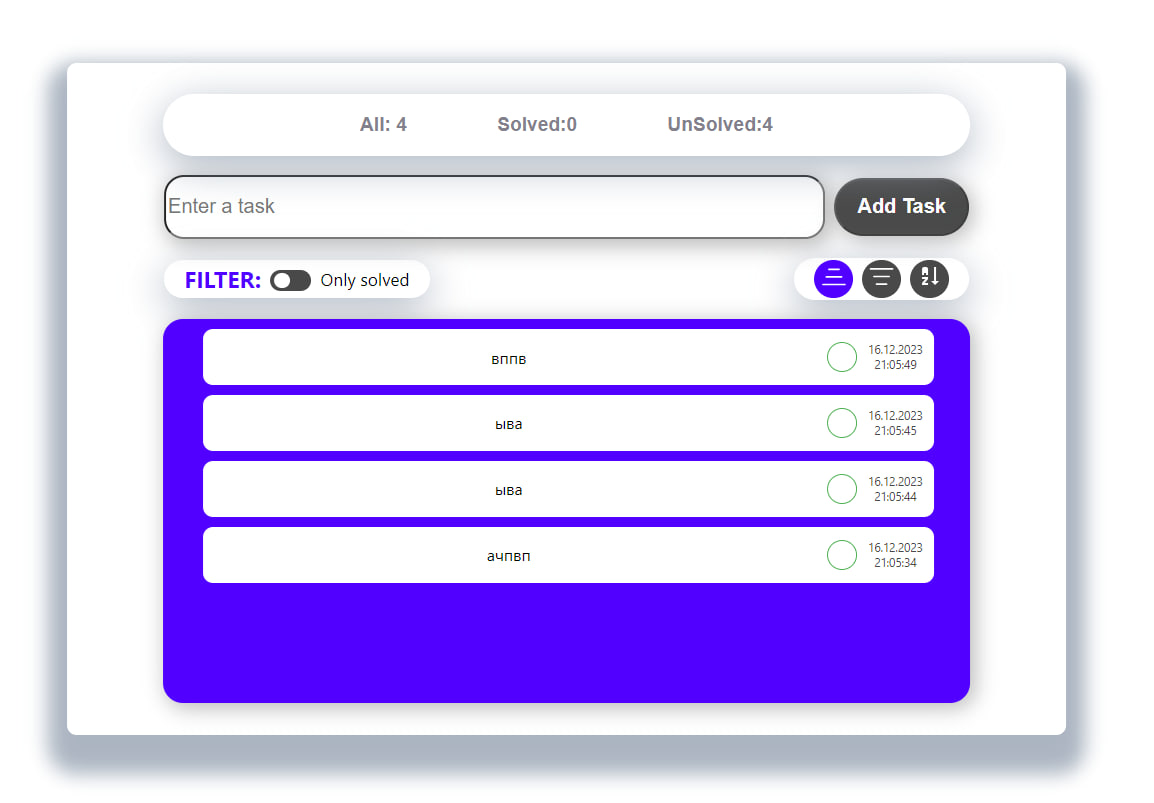 All: 4 Solved:0 UnSolved:4
Enter a task Add Task
FILTER: Only solved
A
Z
вппв
16.12.2023
21:05:49
ыва
16.12.2023
21:05:45
ыва
16.12.2023
21:05:44
ачпвп
16.12.2023
21:05:34